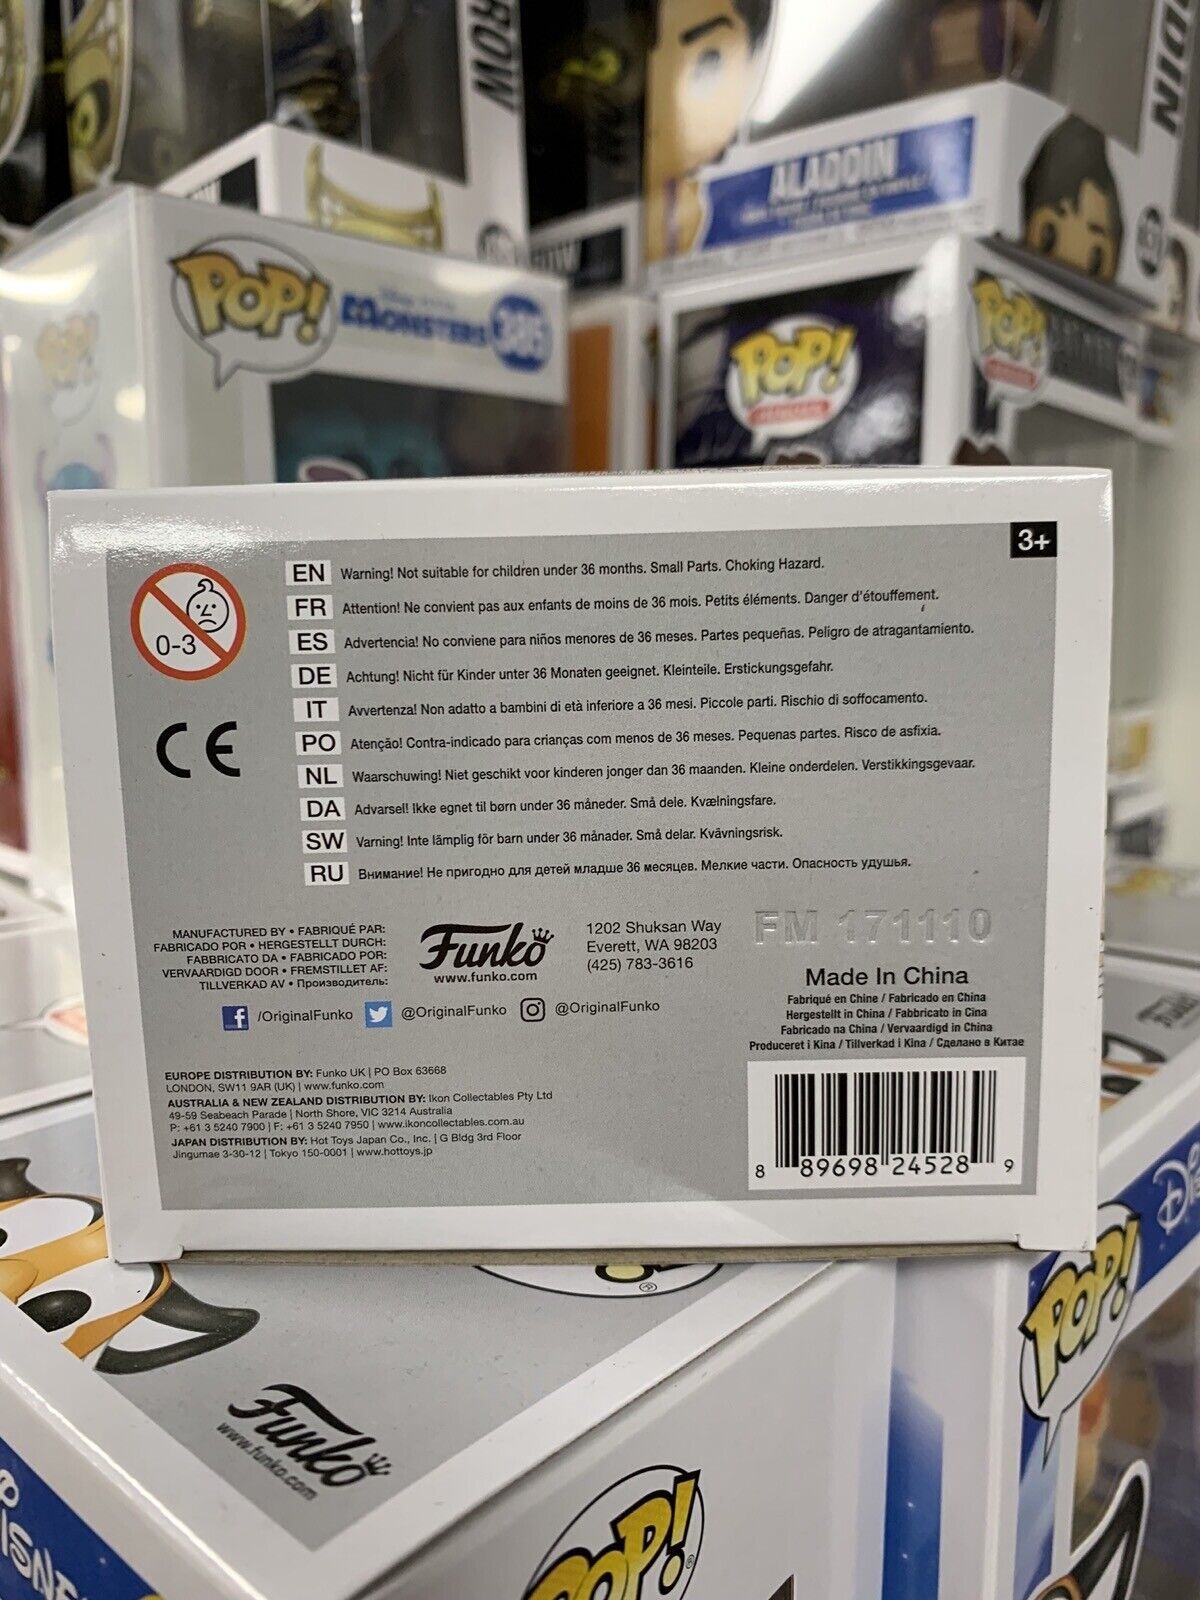 ROW
ALADDIN
DIN
POP!
MONSTERS
385
POP!
POP!
3+
0-3
EN Warning! Not suitable for children under 36 months. Small Parts. Choking Hazard.
FR Attention! Ne convient pas aux enfants de moins de 36 mois. Petits éléments. Danger d'étouffement.
ES Advertencia! No conviene para niños menores de 36 meses. Partes pequeñas. Peligro de atragantamiento.
DE Achtung! Nicht für Kinder unter 36 Monaten geeignet. Kleinteile. Erstickungsgefahr.
IT Avvertenza! Non adatto a bambini di età inferiore a 36 mesi. Piccole parti. Rischio di soffocamento.
CE
PO Atenção! Contra-indicado para crianças com menos de 36 meses. Pequenas partes. Risco de asfixia.
NL Waarschuwing! Niet geschikt voor kinderen jonger dan 36 maanden. Kleine onderdelen. Verstikkingsgevaar.
DA Advarsel! Ikke egnet til børn under 36 måneder. Små dele. Kvælningsfare.
SW Varning! Inte lämplig för barn under 36 månader. Små delar. Kvävningsrisk.
RU Внимание! Не пригодно для детей младше 36 месяцев. Мелкие части. Опасность удушья.
MANUFACTURED BY • FABRIQUÉ PAR:
FABRICADO POR • HERGESTELLT DURCH:
FABBRICATO DA • FABRICADO POR:
VERVAARDIGD DOOR • FREMSTILLET AF:
TILLVERKAD AV • Производитель:
Funko
www.funko.com
1202 Shuksan Way
Everett, WA 98203
(425) 783-3616
FM 171110
Made In China
Fabriqué en Chine / Fabricado en China
Hergestellt in China / Fabbricato in Cina
Fabricado na China / Vervaardigd in China
Produceret i Kina / Tillverkad i Kina / Сделано в Китае
/OriginalFunko @OriginalFunko @OriginalFunko
EUROPE DISTRIBUTION BY: Funko UK | PO Box 63668
LONDON, SW11 9AR (UK) | www.funko.com
AUSTRALIA & NEW ZEALAND DISTRIBUTION BY: Ikon Collectables Pty Ltd
49-59 Seabeach Parade | North Shore, VIC 3214 Australia
P: +61 3 5240 7900 | F: +61 3 5240 7950 | www.ikoncollectables.com.au
JAPAN DISTRIBUTION BY: Hot Toys Japan Co., Inc. | G Bldg 3rd Floor
Jingumae 3-30-12 | Tokyo 150-0001 | www.hottoys.jp
8 89698 24528 9
Funko
www.funko.com
POP!
POP!